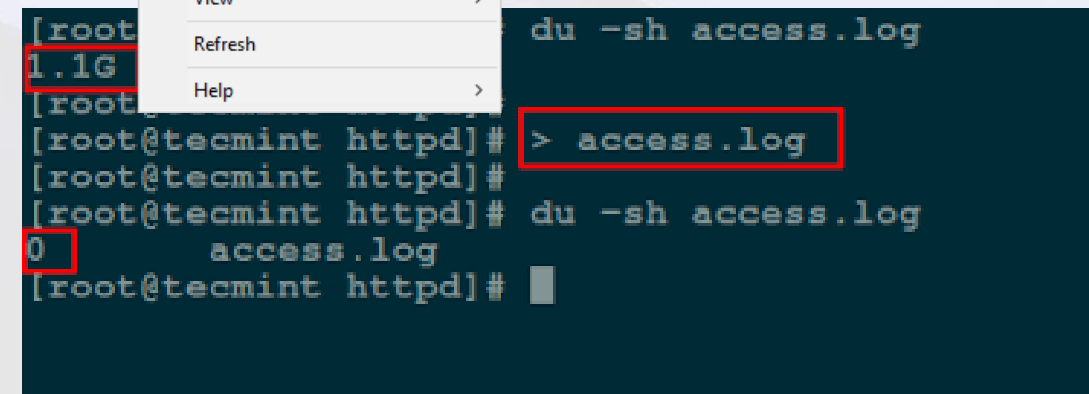 View
[root # du -sh access.log
Refresh
1.1G
Help
[root
[root@tecmint httpd]# > access.log
[root@tecmint httpd]#
[root@tecmint httpd]# du -sh access.log
0 access.log
[root@tecmint httpd]#